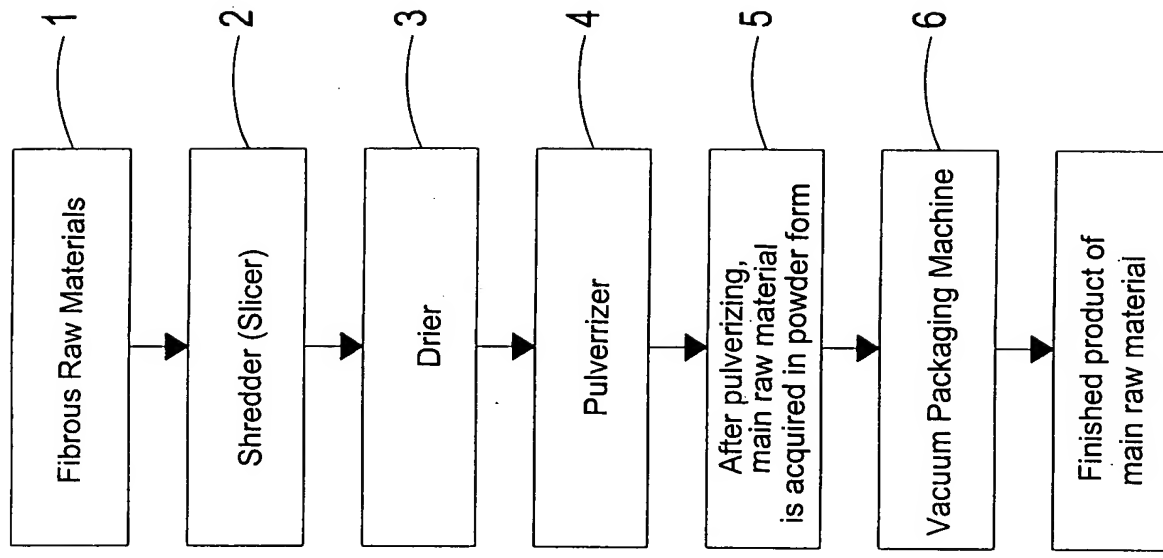 Fibrous Raw Materials
1
Shredder (Slicer)
2
Drier
3
Pulverizer
4
After pulverizing,
main raw material
is acquired in powder form
5
Vacuum Packaging Machine
6
Finished product of
main raw material